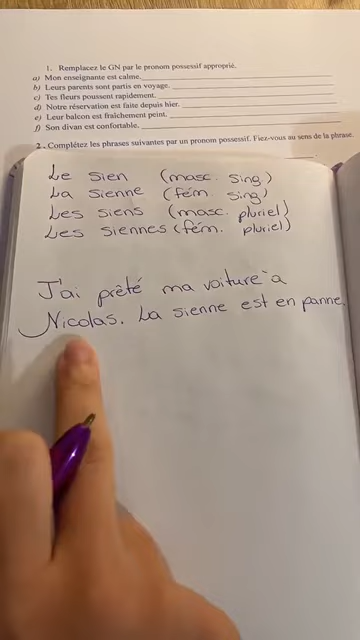 1. Remplacez le GN par le pronom possessif approprié.
a) Mon enseignante est calme.
b) Leurs parents sont partis en voyage.
c) Tes fleurs poussent rapidement.
d) Notre réservation est faite depuis hier.
e) Leur balcon est fraîchement peint.
f) Son divan est confortable.
2. Complétez les phrases suivantes par un pronom possessif. Fiez-vous au sens de la phrase.
Le sien (masc. sing.)
La sienne (fém. sing)
Les siens (masc. pluriel)
Les siennes (fém. pluriel)
J'ai prêté ma voiture à
Nicolas. La sienne est en panne.